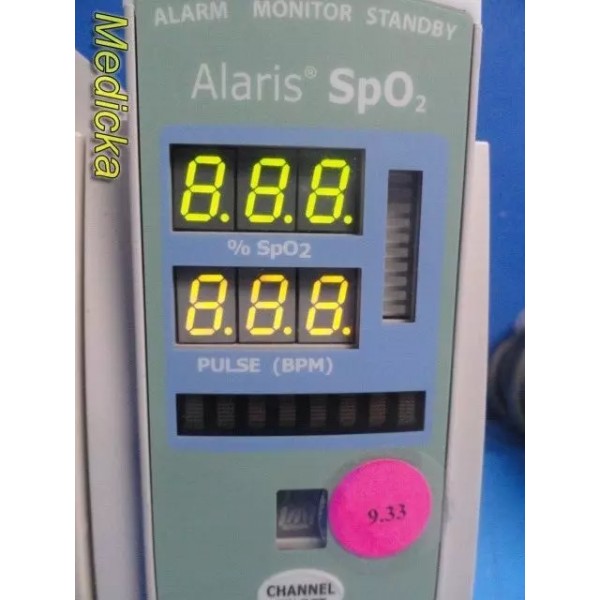 ALARM MONITOR STANDBY
Medicka
Alaris® SpO₂
8.8.8.
% SpO2
8.8.8.
PULSE (BPM)
9.33
CHANNEL